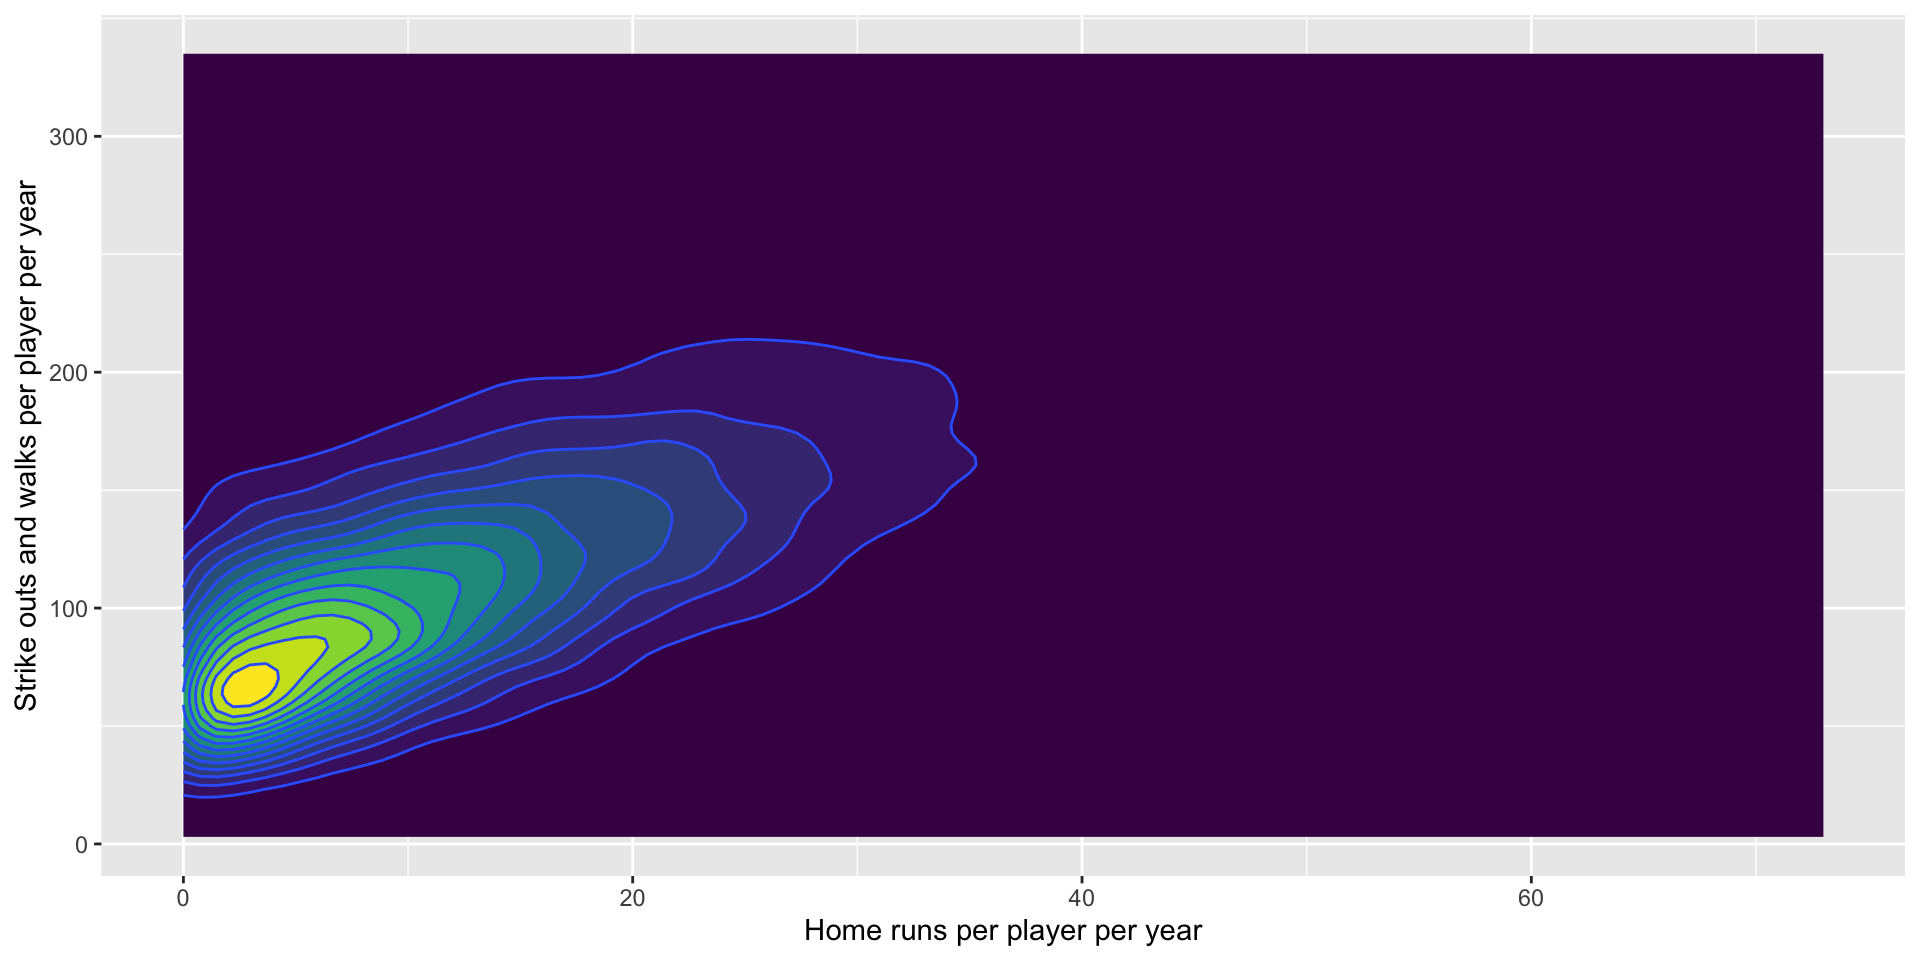 Strike outs and walks per player per year
300
200
100
0
0 20 40 60
Home runs per player per year